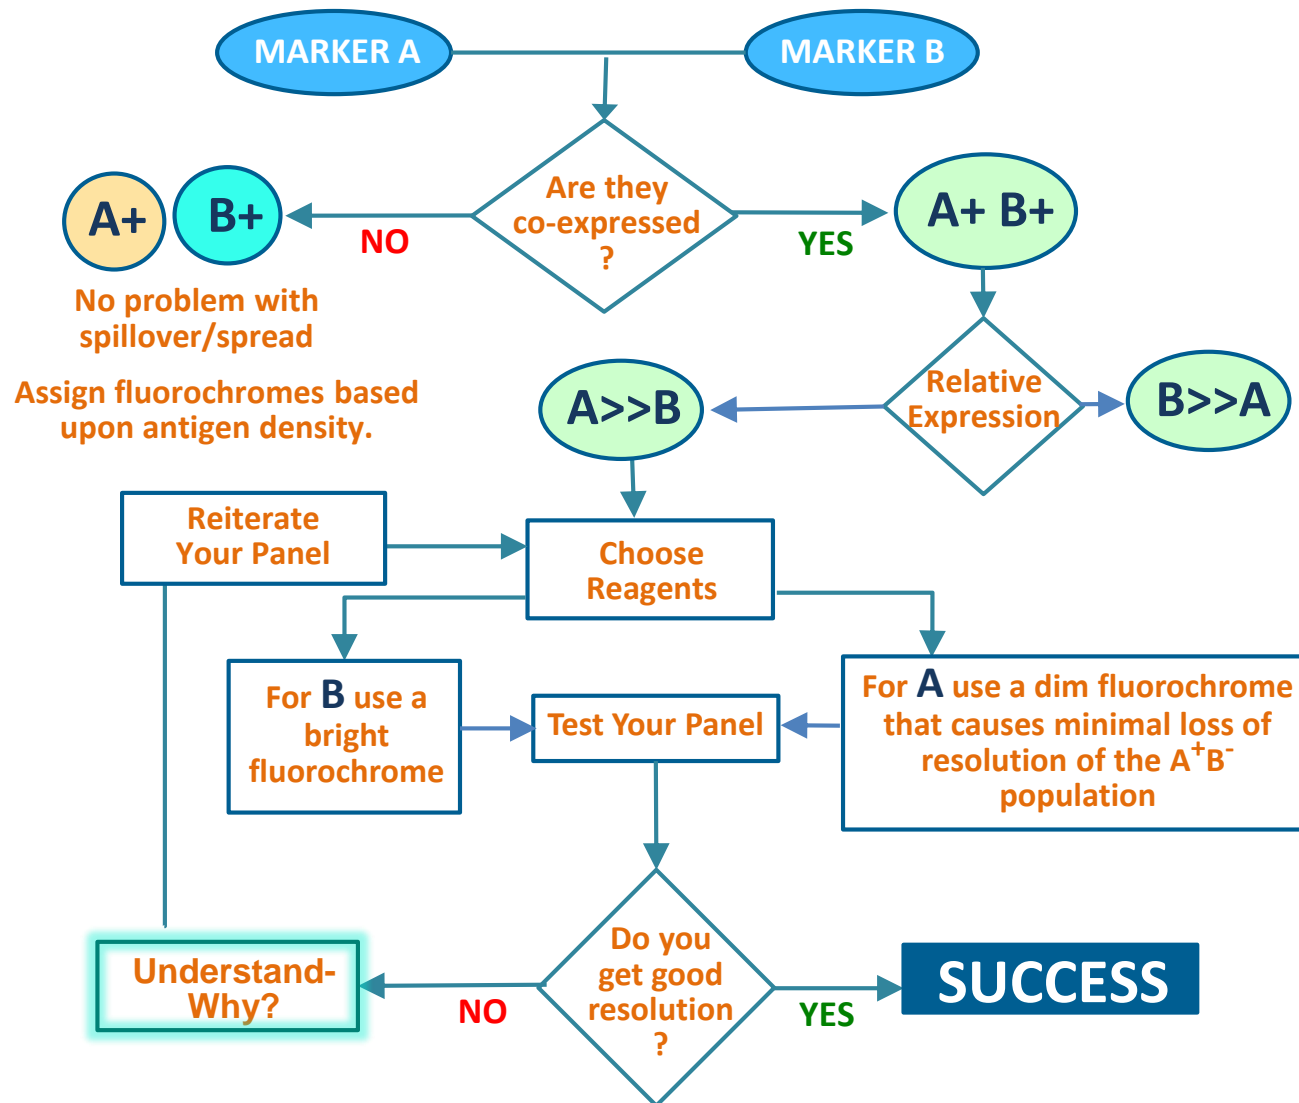 MARKER A
MARKER B
Are they
co-expressed
?
NO
YES
A+
B+
A+ B+
No problem with
spillover/spread
Assign fluorochromes based
upon antigen density.
A>>B
Relative
Expression
B>>A
Reiterate
Your Panel
Choose
Reagents
For B use a
bright
fluorochrome
Test Your Panel
For A use a dim fluorochrome
that causes minimal loss of
resolution of the A⁺B⁻
population
Understand-
Why?
NO
Do you
get good
resolution
?
YES
SUCCESS